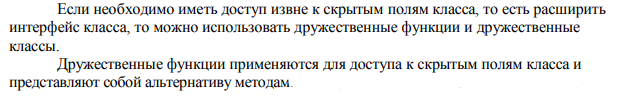 Если необходимо иметь доступ извне к скрытым полям класса, то есть расширить
интерфейс класса, то можно использовать дружественные функции и дружественные
классы.
Дружественные функции применяются для доступа к скрытым полям класса и
представляют собой альтернативу методам.